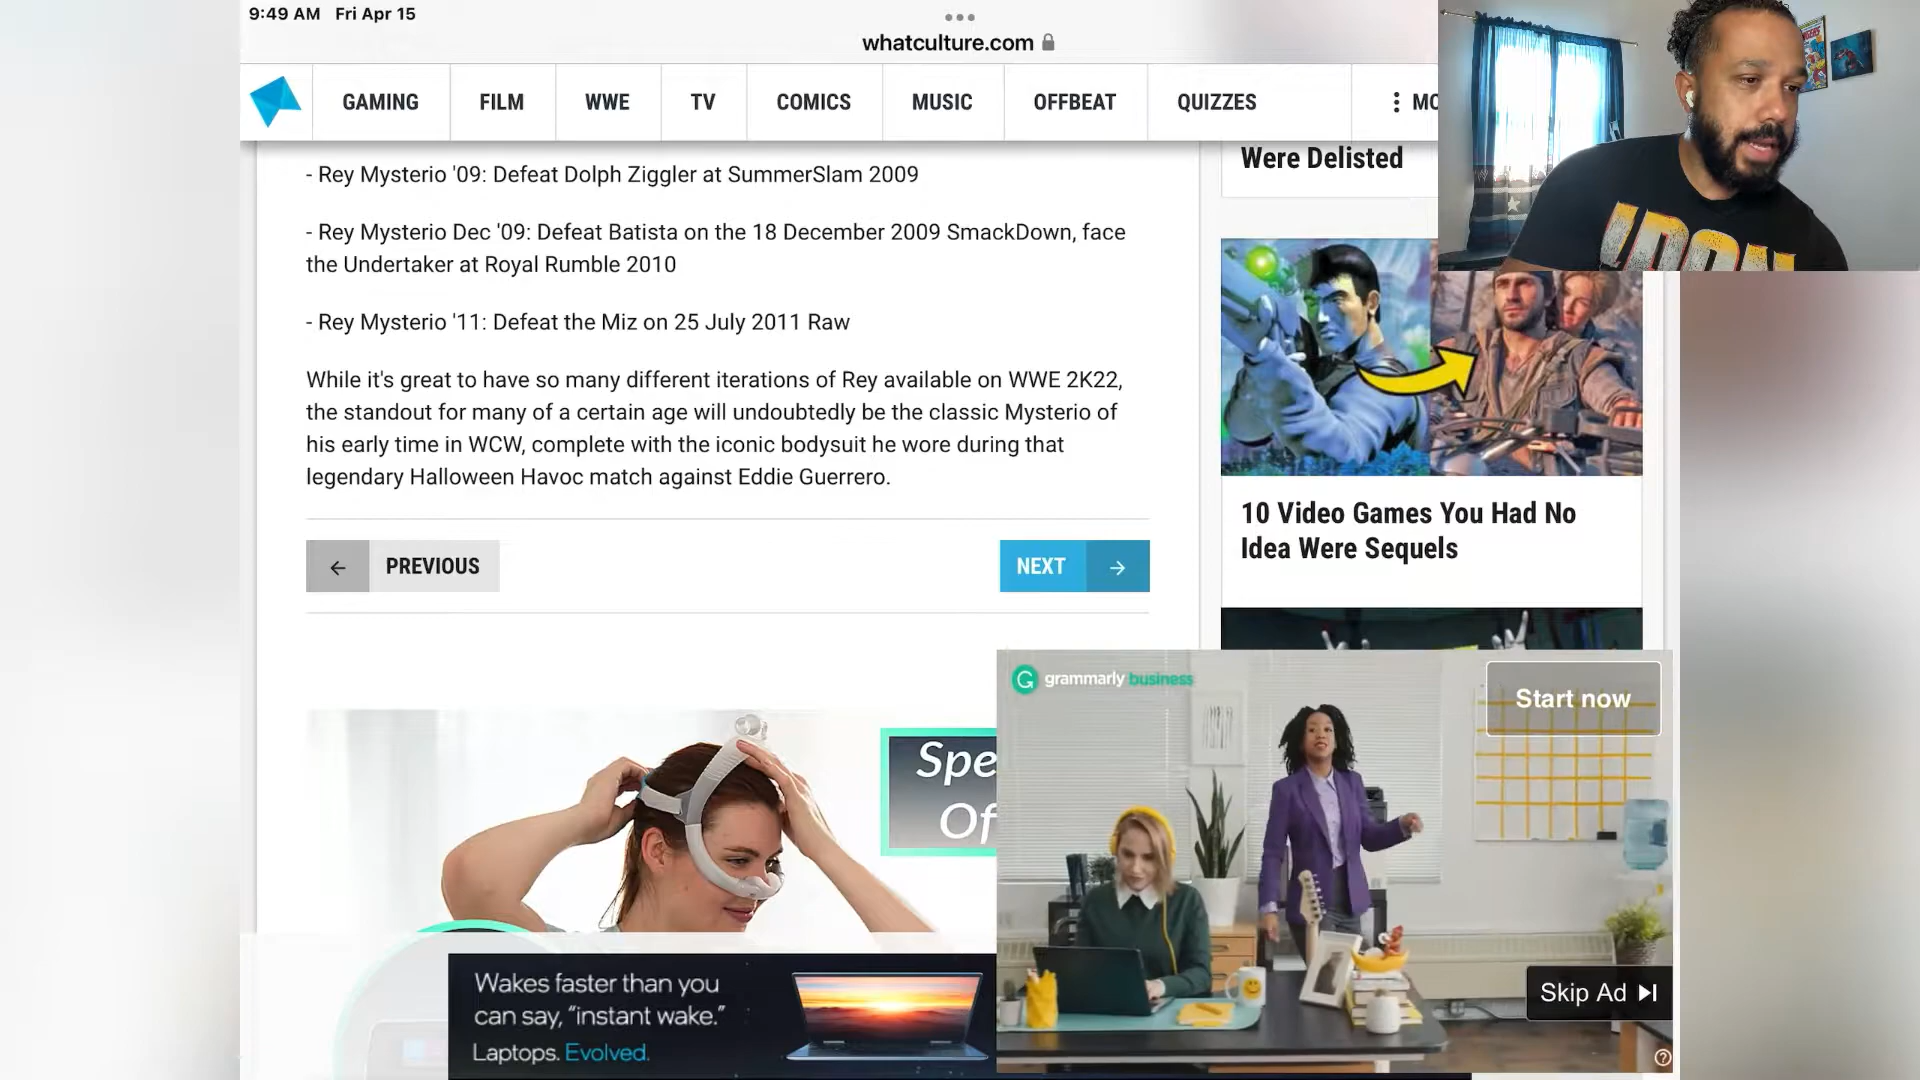 9:49 AM Fri Apr 15
whatculture.com
GAMING FILM WWE TV COMICS MUSIC OFFBEAT QUIZZES
- Rey Mysterio '09: Defeat Dolph Ziggler at SummerSlam 2009
- Rey Mysterio Dec '09: Defeat Batista on the 18 December 2009 SmackDown, face
the Undertaker at Royal Rumble 2010
- Rey Mysterio '11: Defeat the Miz on 25 July 2011 Raw
While it's great to have so many different iterations of Rey available on WWE 2K22,
the standout for many of a certain age will undoubtedly be the classic Mysterio of
his early time in WCW, complete with the iconic bodysuit he wore during that
legendary Halloween Havoc match against Eddie Guerrero.
PREVIOUS
NEXT
Were Delisted
10 Video Games You Had No
Idea Were Sequels
grammarly business
Start now
Skip Ad
Wakes faster than you
can say, “instant wake.”
Laptops. Evolved.